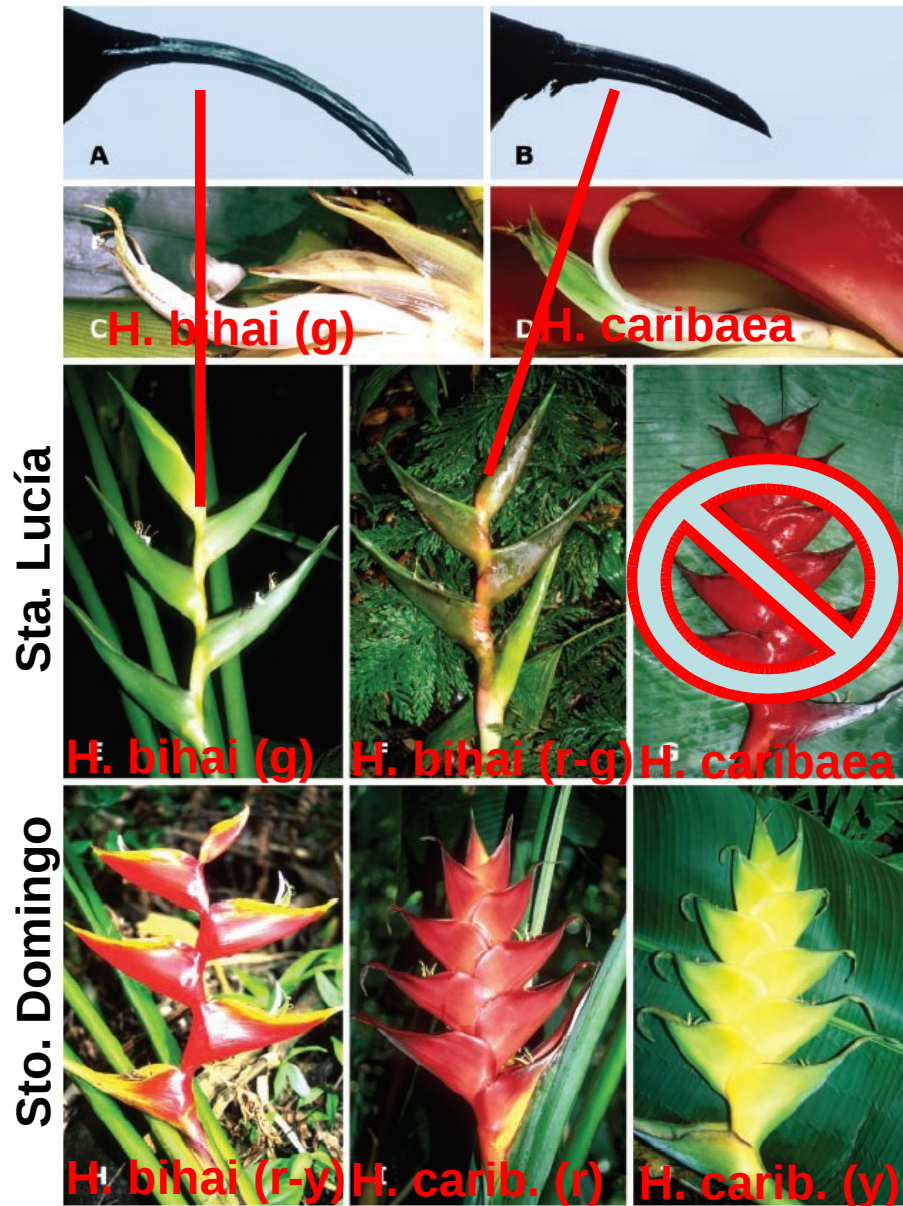 A
B
C
H. bihai (g)
D
H. caribaea
Sta. Lucía
E
H. bihai (g)
F
H. bihai (r-g)
G
H. caribaea
Sto. Domingo
H
H. bihai (r-y)
I
H. carib. (r)
H. carib. (y)